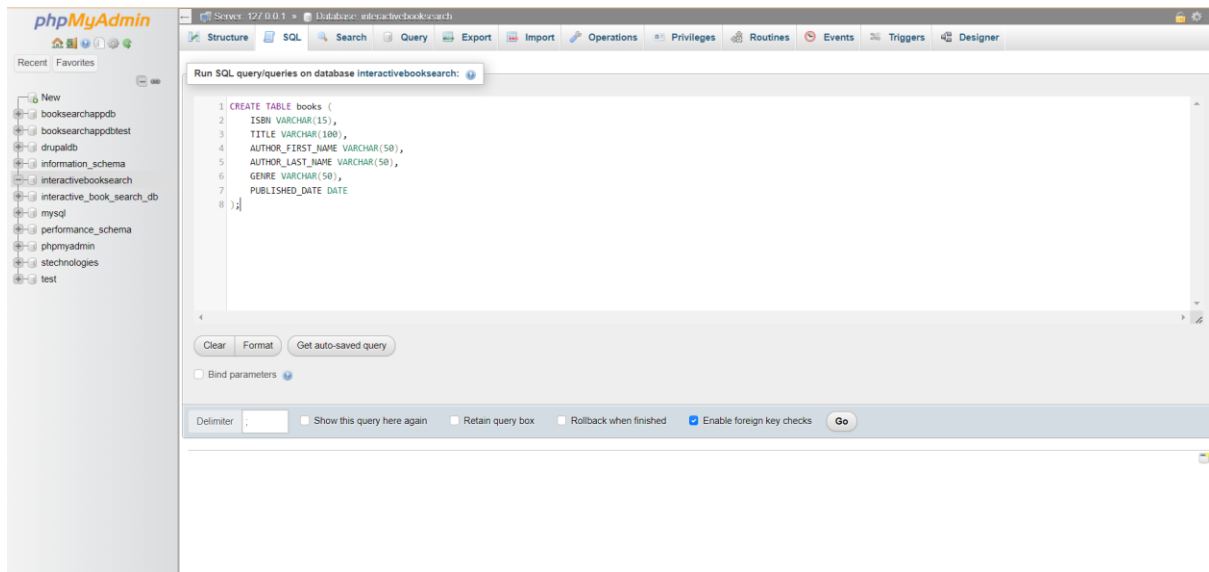 phpMyAdmin
Recent Favorites
New
booksearchappdb
booksearchappdbtest
drupaldb
information_schema
interactivebooksearch
interactive_book_search_db
mysql
performance_schema
phpmyadmin
stechnologies
test
Server: 127.0.0.1 » Database: interactivebooksearch
Structure SQL Search Query Export Import Operations Privileges Routines Events Triggers Designer
Run SQL query/queries on database interactivebooksearch:
1 CREATE TABLE books (
2 ISBN VARCHAR(15),
3 TITLE VARCHAR(100),
4 AUTHOR_FIRST_NAME VARCHAR(50),
5 AUTHOR_LAST_NAME VARCHAR(50),
6 GENRE VARCHAR(50),
7 PUBLISHED_DATE DATE
8 );
Clear Format Get auto-saved query
Bind parameters
Delimiter ; Show this query here again Retain query box Rollback when finished Enable foreign key checks Go